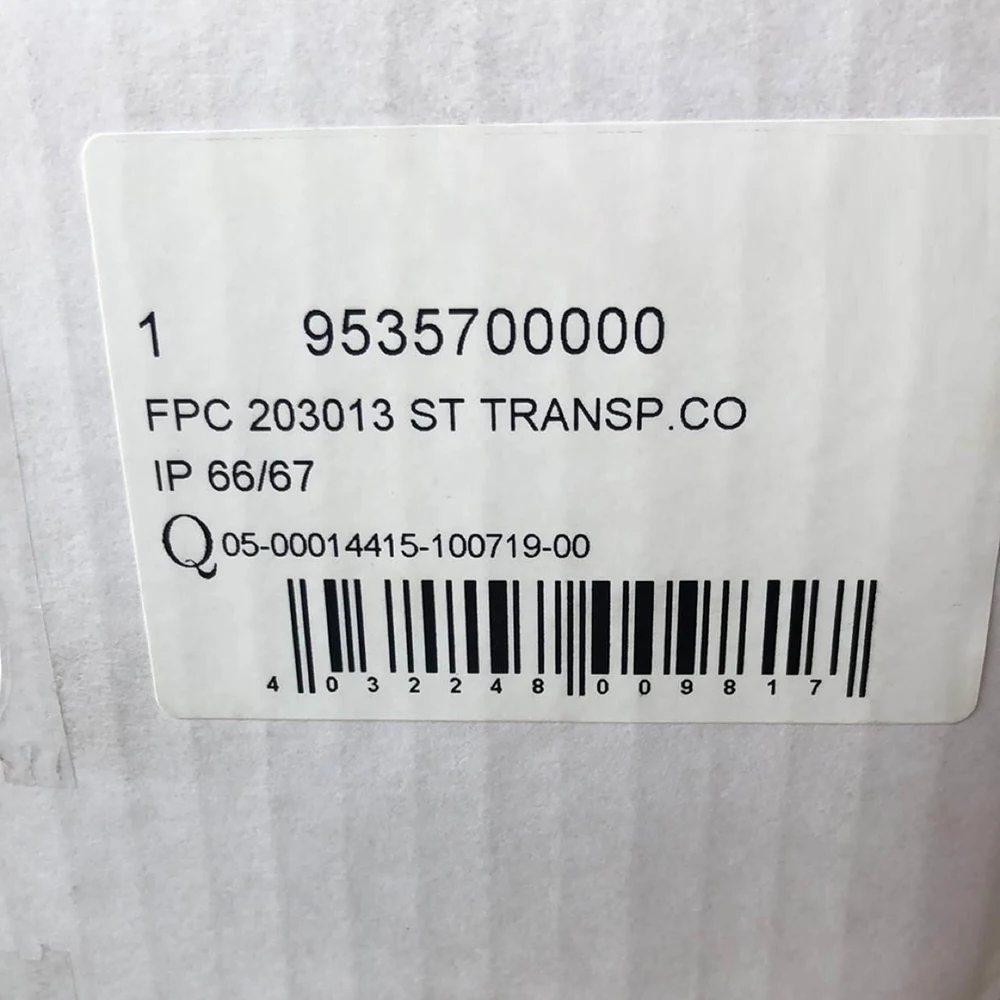 1 9535700000
FPC 203013 ST TRANSP.CO
IP 66/67
Q 05-00014415-100719-00
4 032248 009817